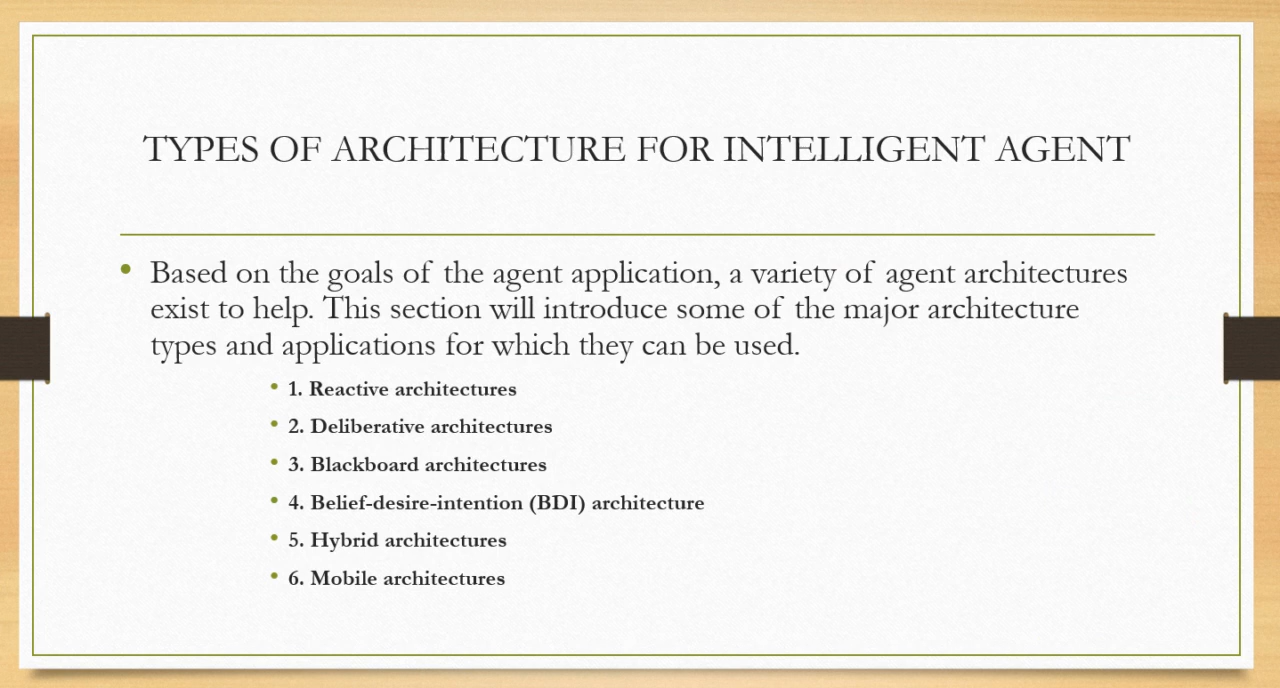 TYPES OF ARCHITECTURE FOR INTELLIGENT AGENT
• Based on the goals of the agent application, a variety of agent architectures
exist to help. This section will introduce some of the major architecture
types and applications for which they can be used.
• 1. Reactive architectures
• 2. Deliberative architectures
• 3. Blackboard architectures
• 4. Belief-desire-intention (BDI) architecture
• 5. Hybrid architectures
• 6. Mobile architectures